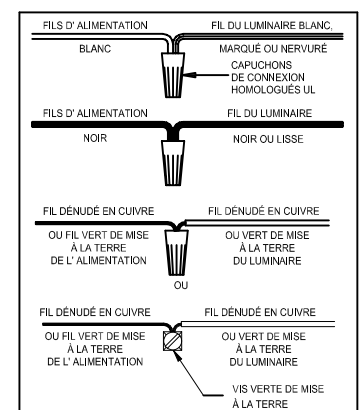 FILS D' ALIMENTATION
FIL DU LUMINAIRE BLANC,
BLANC
MARQUÉ OU NERVURÉ
CAPUCHONS
DE CONNEXION
HOMOLOGUÉS UL
FILS D' ALIMENTATION
FIL DU LUMINAIRE
NOIR
NOIR OU LISSE
FIL DÉNUDÉ EN CUIVRE
FIL DÉNUDÉ EN CUIVRE
OU FIL VERT DE MISE
À LA TERRE
DE L' ALIMENTATION
OU VERT DE MISE
À LA TERRE
DU LUMINAIRE
OU
FIL DÉNUDÉ EN CUIVRE
FIL DÉNUDÉ EN CUIVRE
OU FIL VERT DE MISE
À LA TERRE
DE L' ALIMENTATION
OU VERT DE MISE
À LA TERRE
DU LUMINAIRE
VIS VERTE DE MISE
À LA TERRE